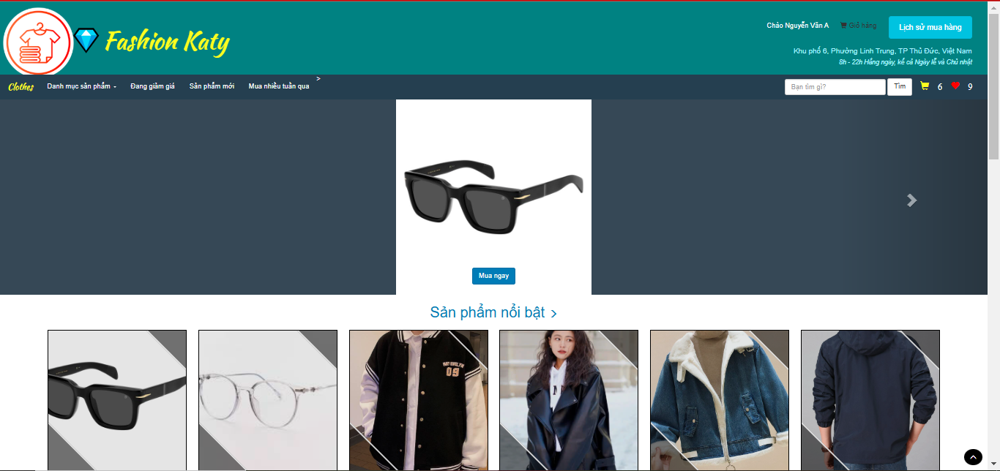 Fashion Katy
Chào Nguyễn Văn A
Giỏ hàng
Lịch sử mua hàng
Khu phố 6, Phường Linh Trung, TP Thủ Đức, Việt Nam
8h - 22h Hằng ngày, kể cả Ngày lễ và Chủ nhật
Clothes
Danh mục sản phẩm
Đang giảm giá
Sản phẩm mới
Mua nhiều tuần qua
>
Bạn tìm gì?
Tìm
6
9
Mua ngay
Sản phẩm nổi bật >
09